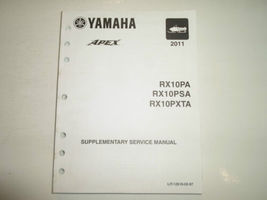 YAMAHA
APEX
2011
RX10PA
RX10PSA
RX10PXTA
SUPPLEMENTARY SERVICE MANUAL